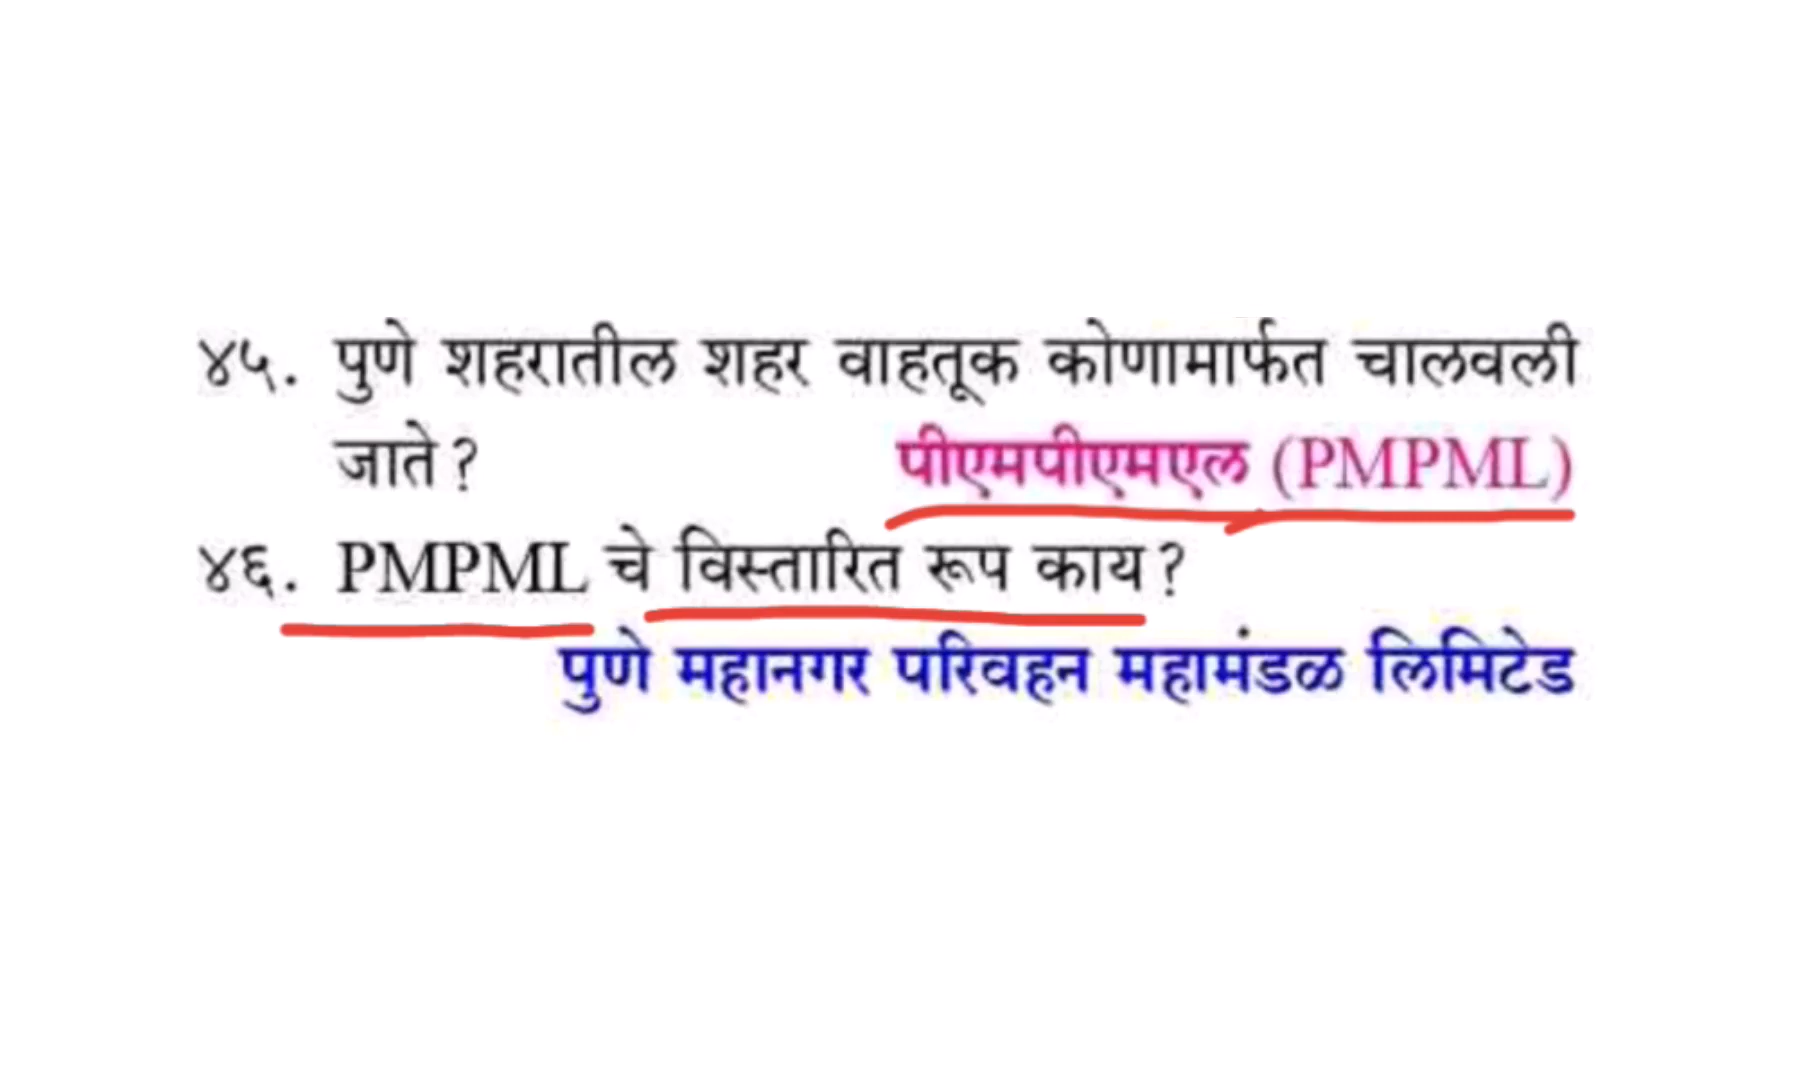 ४५. पुणे शहरातील शहर वाहतूक कोणामार्फत चालवली
जाते? पीएमपीएमएल (PMPML)
४६. PMPML चे विस्तारित रूप काय?
पुणे महानगर परिवहन महामंडळ लिमिटेड